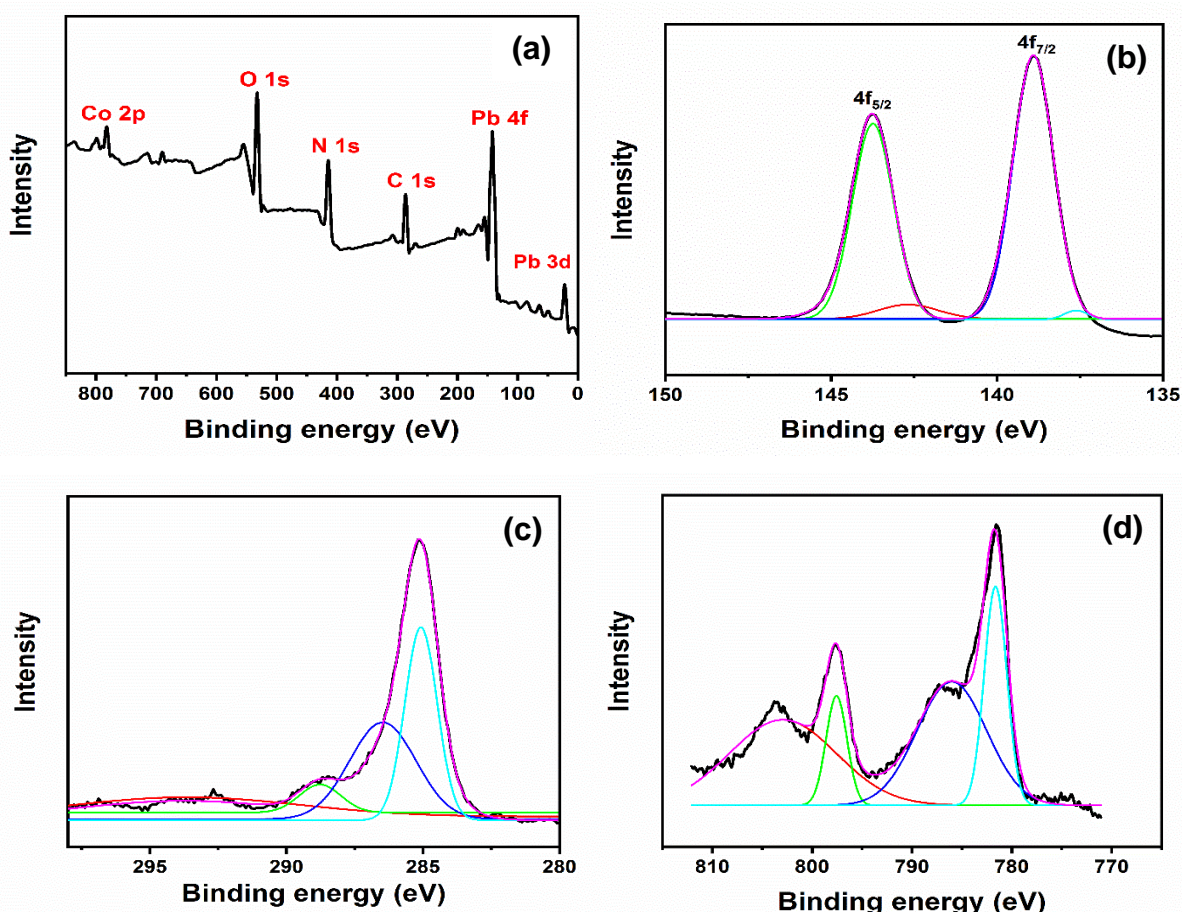 (a)
Co 2p
O 1s
N 1s
C 1s
Pb 4f
Pb 3d
Intensity
800 700 600 500 400 300 200 100 0
Binding energy (eV)
(b)
4f5/2
4f7/2
Intensity
150 145 140 135
Binding energy (eV)
(c)
Intensity
295 290 285 280
Binding energy (eV)
(d)
Intensity
810 800 790 780 770
Binding energy (eV)